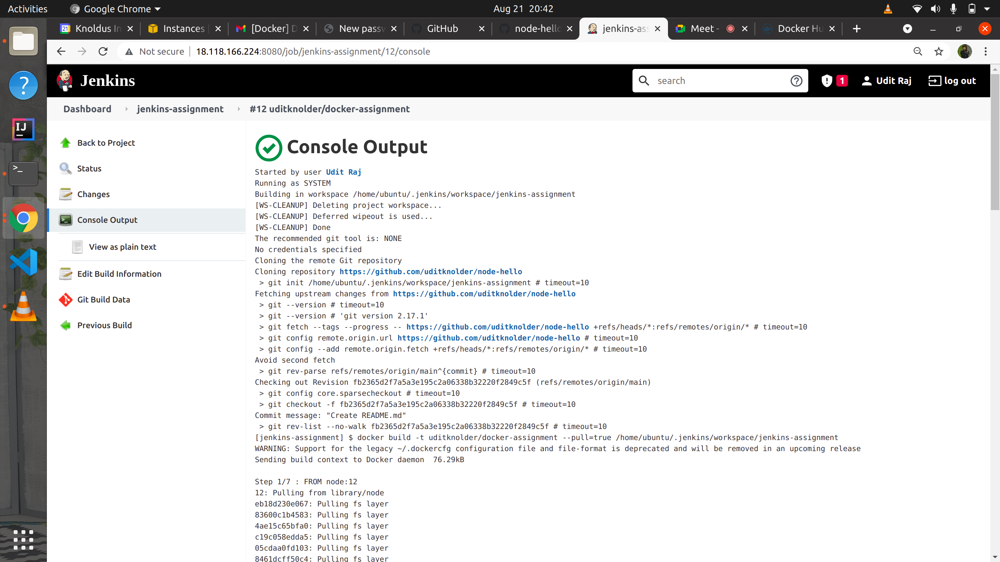 Activities
Google Chrome
Aug 21 20:42
21
Knoldus In
Instances
[Docker] D
New passw
GitHub
node-hello
jenkins-ass
Meet -
Docker Hu
Not secure
18.118.166.224:8080/job/jenkins-assignment/12/console
Jenkins
search
1
Udit Raj
log out
Dashboard
jenkins-assignment
#12 uditknolder/docker-assignment
Back to Project
Status
Changes
Console Output
View as plain text
Edit Build Information
Git Build Data
Previous Build
IJ
>_
Console Output
Started by user Udit Raj
Running as SYSTEM
Building in workspace /home/ubuntu/.jenkins/workspace/jenkins-assignment
[WS-CLEANUP] Deleting project workspace...
[WS-CLEANUP] Deferred wipeout is used...
[WS-CLEANUP] Done
The recommended git tool is: NONE
No credentials specified
Cloning the remote Git repository
Cloning repository https://github.com/uditknolder/node-hello
 > git init /home/ubuntu/.jenkins/workspace/jenkins-assignment # timeout=10
Fetching upstream changes from https://github.com/uditknolder/node-hello
 > git --version # timeout=10
 > git --version # 'git version 2.17.1'
 > git fetch --tags --progress -- https://github.com/uditknolder/node-hello +refs/heads/*:refs/remotes/origin/* # timeout=10
 > git config remote.origin.url https://github.com/uditknolder/node-hello # timeout=10
 > git config --add remote.origin.fetch +refs/heads/*:refs/remotes/origin/* # timeout=10
Avoid second fetch
 > git rev-parse refs/remotes/origin/main^{commit} # timeout=10
Checking out Revision fb2365d2f7a5a3e195c2a06338b32220f2849c5f (refs/remotes/origin/main)
 > git config core.sparsecheckout # timeout=10
 > git checkout -f fb2365d2f7a5a3e195c2a06338b32220f2849c5f # timeout=10
Commit message: "Create README.md"
 > git rev-list --no-walk fb2365d2f7a5a3e195c2a06338b32220f2849c5f # timeout=10
[jenkins-assignment] $ docker build -t uditknolder/docker-assignment --pull=true /home/ubuntu/.jenkins/workspace/jenkins-assignment
WARNING: Support for the legacy ~/.dockercfg configuration file and file-format is deprecated and will be removed in an upcoming release
Sending build context to Docker daemon  76.29kB
Step 1/7 : FROM node:12
12: Pulling from library/node
eb18d230e067: Pulling fs layer
83600c1b4583: Pulling fs layer
4ae15c65bfa0: Pulling fs layer
c19c058edda5: Pulling fs layer
05cdaa0fd103: Pulling fs layer
8461dcff50c4: Pulling fs layer